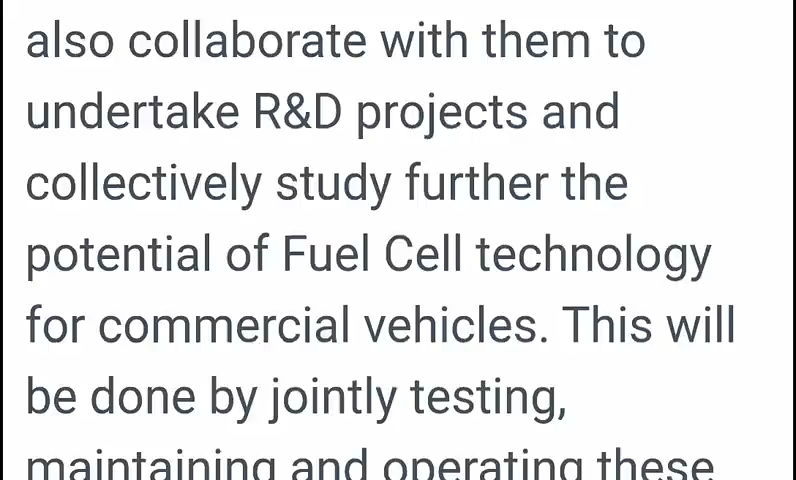 also collaborate with them to
undertake R&D projects and
collectively study further the
potential of Fuel Cell technology
for commercial vehicles. This will
be done by jointly testing,
maintaining and operating these